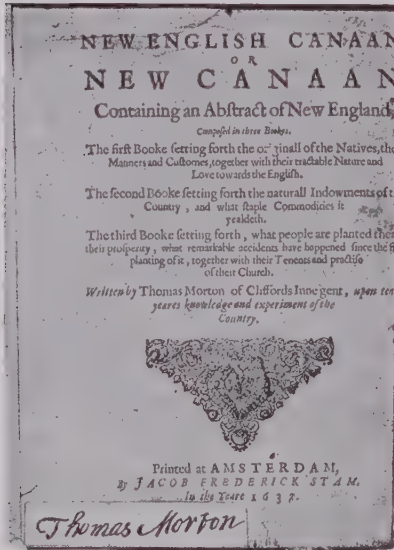 NEW ENGLISH CANAAN
OR
NEW CANAAN
Containing an Abstract of New England,
Composed in three Bookes.
The first Booke setting forth the originall of the Natives, their
Manners and Customes, together with their tractable Nature and
Love towards the English.
The second Booke setting forth the naturall Indowments of the
Country, and what staple Commodities it
yealdeth.
The third Booke setting forth, what people are planted there,
their prosperity, what remarkable accidents have happened since the first
planting of it, together with their Tenents and practise
of their Church.
Written by Thomas Morton of Cliffords Inne gent, upon tenne
yeares knowledge and experiment of the
Country.
Printed at AMSTERDAM,
By JACOB FREDERICK STAM.
In the Yeare 1637.
Thomas Morton